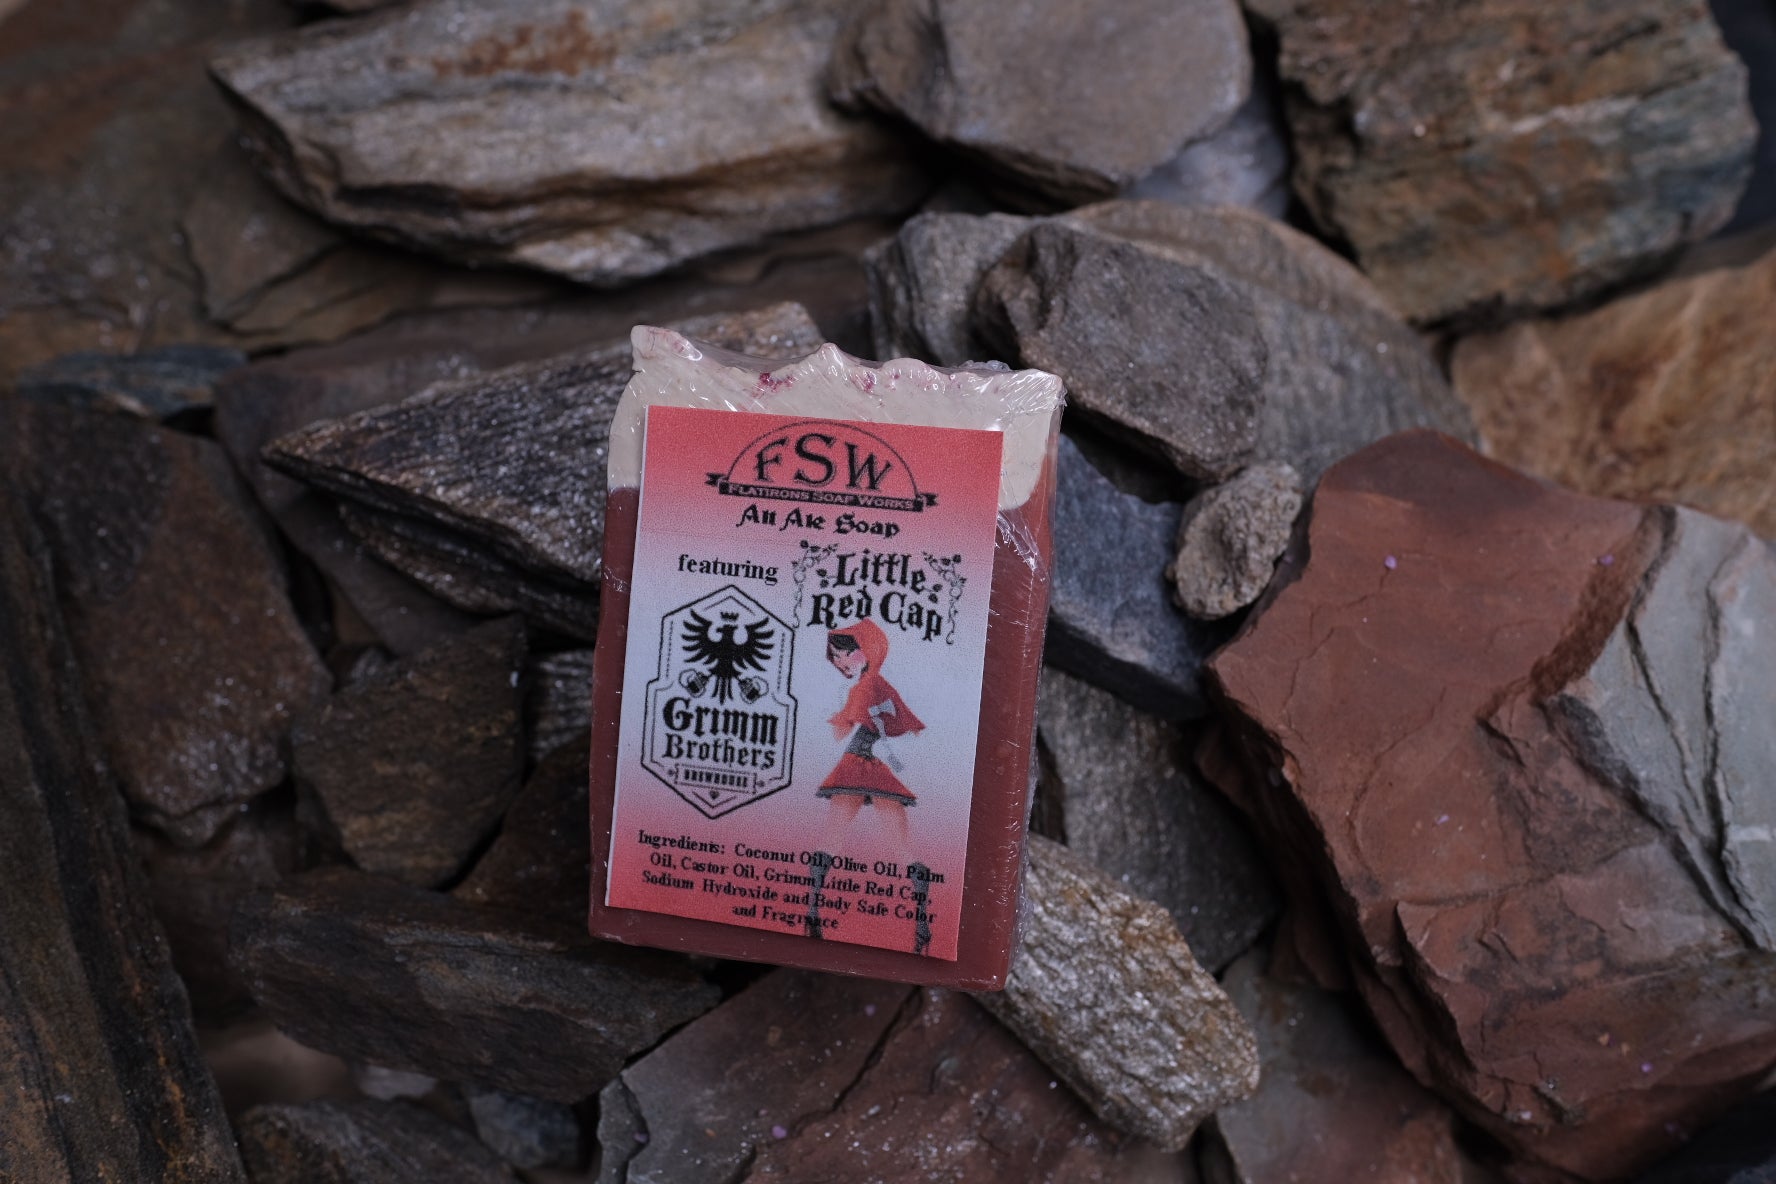 FSW
FLATIRONS SOAP WORKS
An Ale Soap
featuring
Little
Red Cap
Grimm
Brothers
BREWHOUSE
Ingredients: Coconut Oil, Olive Oil, Palm
Oil, Castor Oil, Grimm Little Red Cap,
Sodium Hydroxide and Body Safe Color
and Fragrance